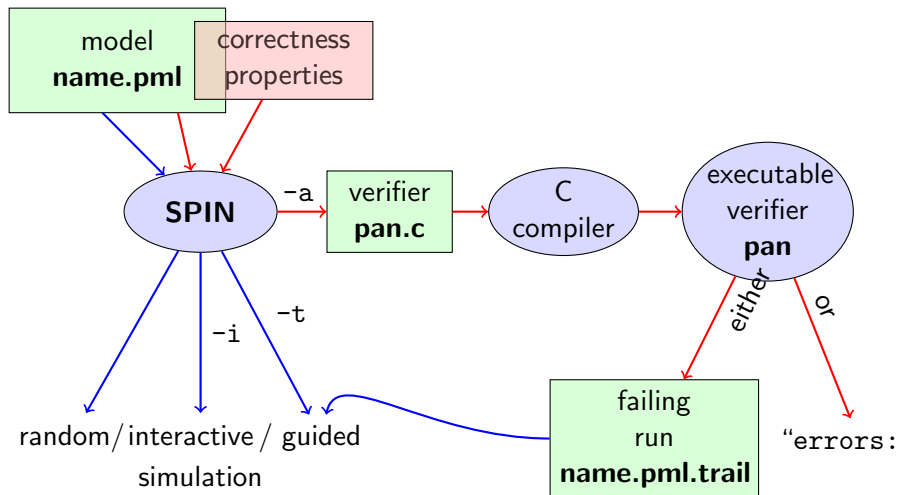 model
name.pml
correctness
properties
SPIN
-a
verifier
pan.c
C
compiler
executable
verifier
pan
either
or
-i
-t
random/interactive/ guided
simulation
failing
run
name.pml.trail
“errors: